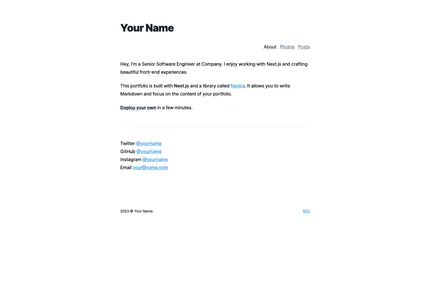 Your Name
About Photos Posts
Hey, I'm a Senior Software Engineer at Company. I enjoy working with Next.js and crafting
beautiful front-end experiences.
This portfolio is built with Next.js and a library called Nextra. It allows you to write
Markdown and focus on the content of your portfolio.
Deploy your own in a few minutes.
Twitter @yourname
GitHub @yourname
Instagram @yourname
Email your@name.com
2023 © Your Name.
RSS